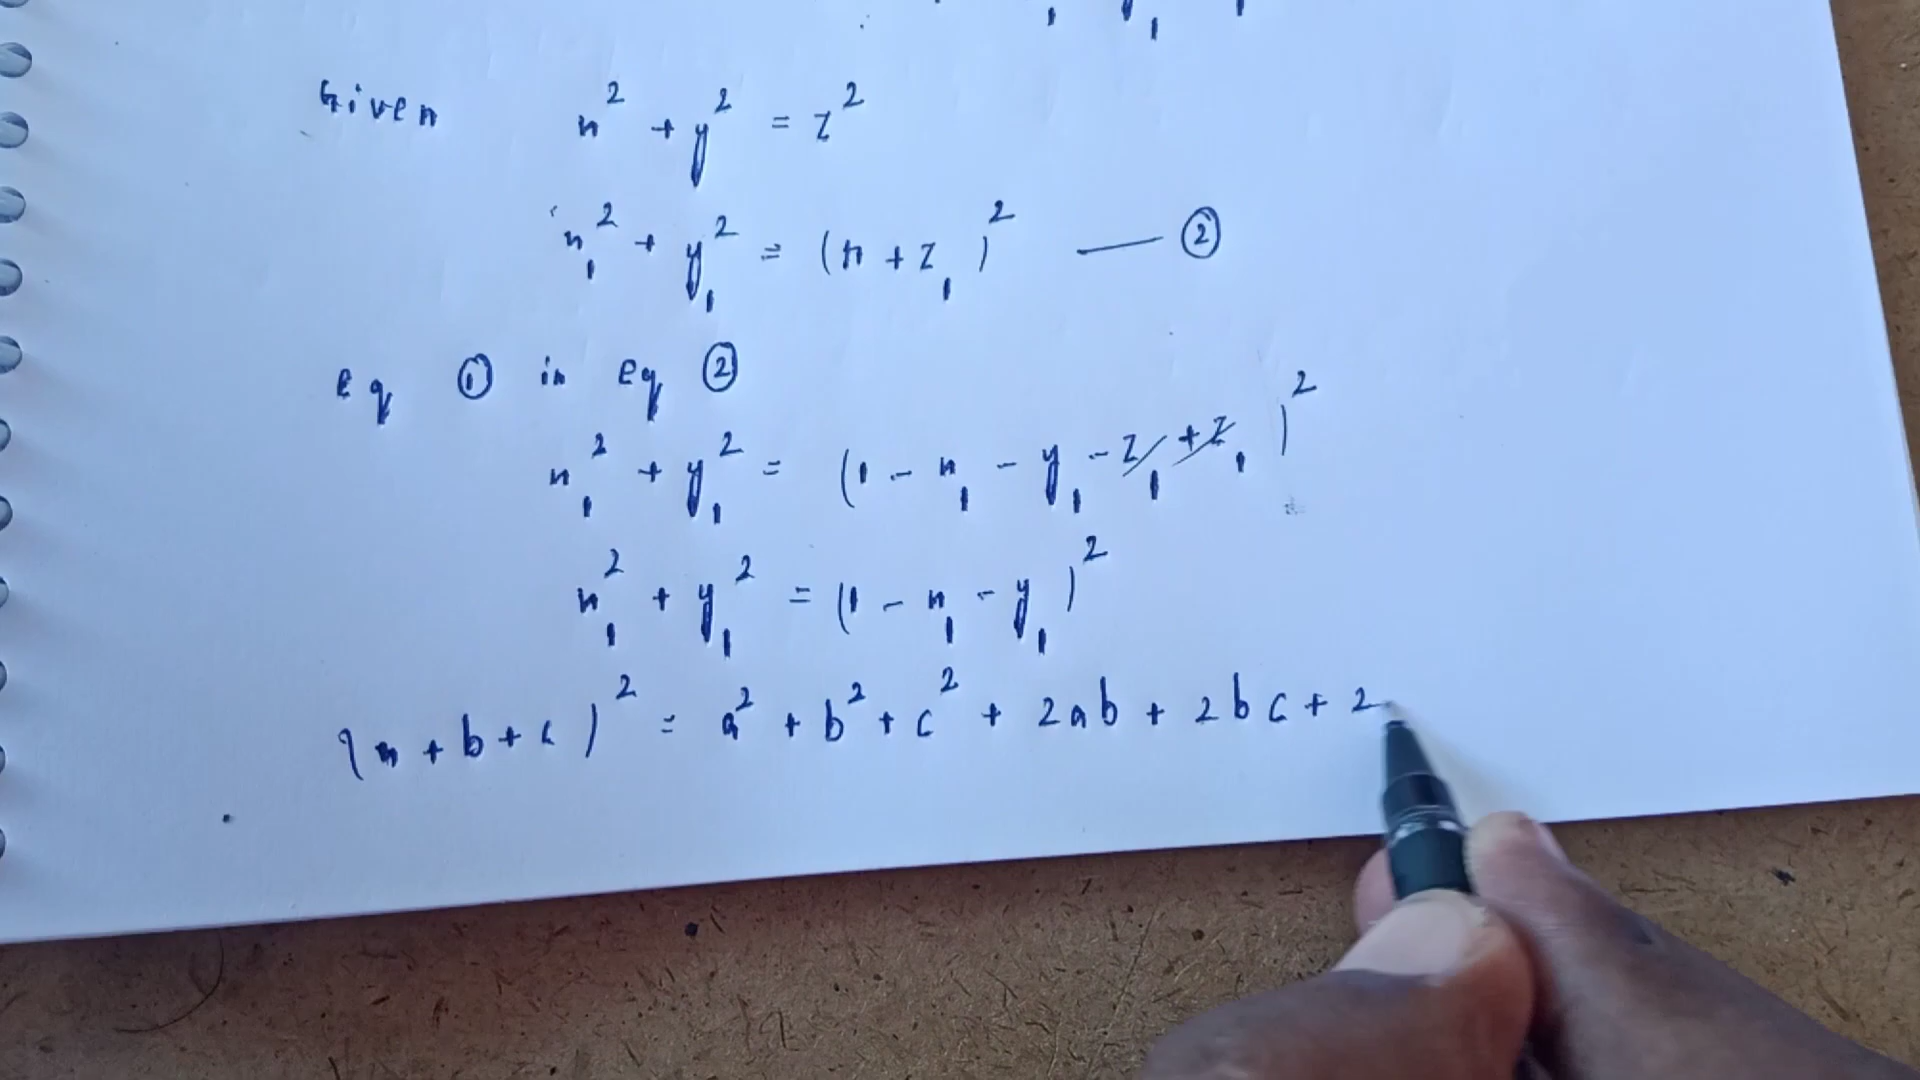 Given x² + y² = z²
x₁² + y₁² = (n + z₁)² —— ②
eq ① in eq ②
x₁² + y₁² = (1 - x₁ - y₁ - z₁ + z₁)²
x₁² + y₁² = (1 - x₁ - y₁)²
(a + b + c)² = a² + b² + c² + 2ab + 2bc + 2